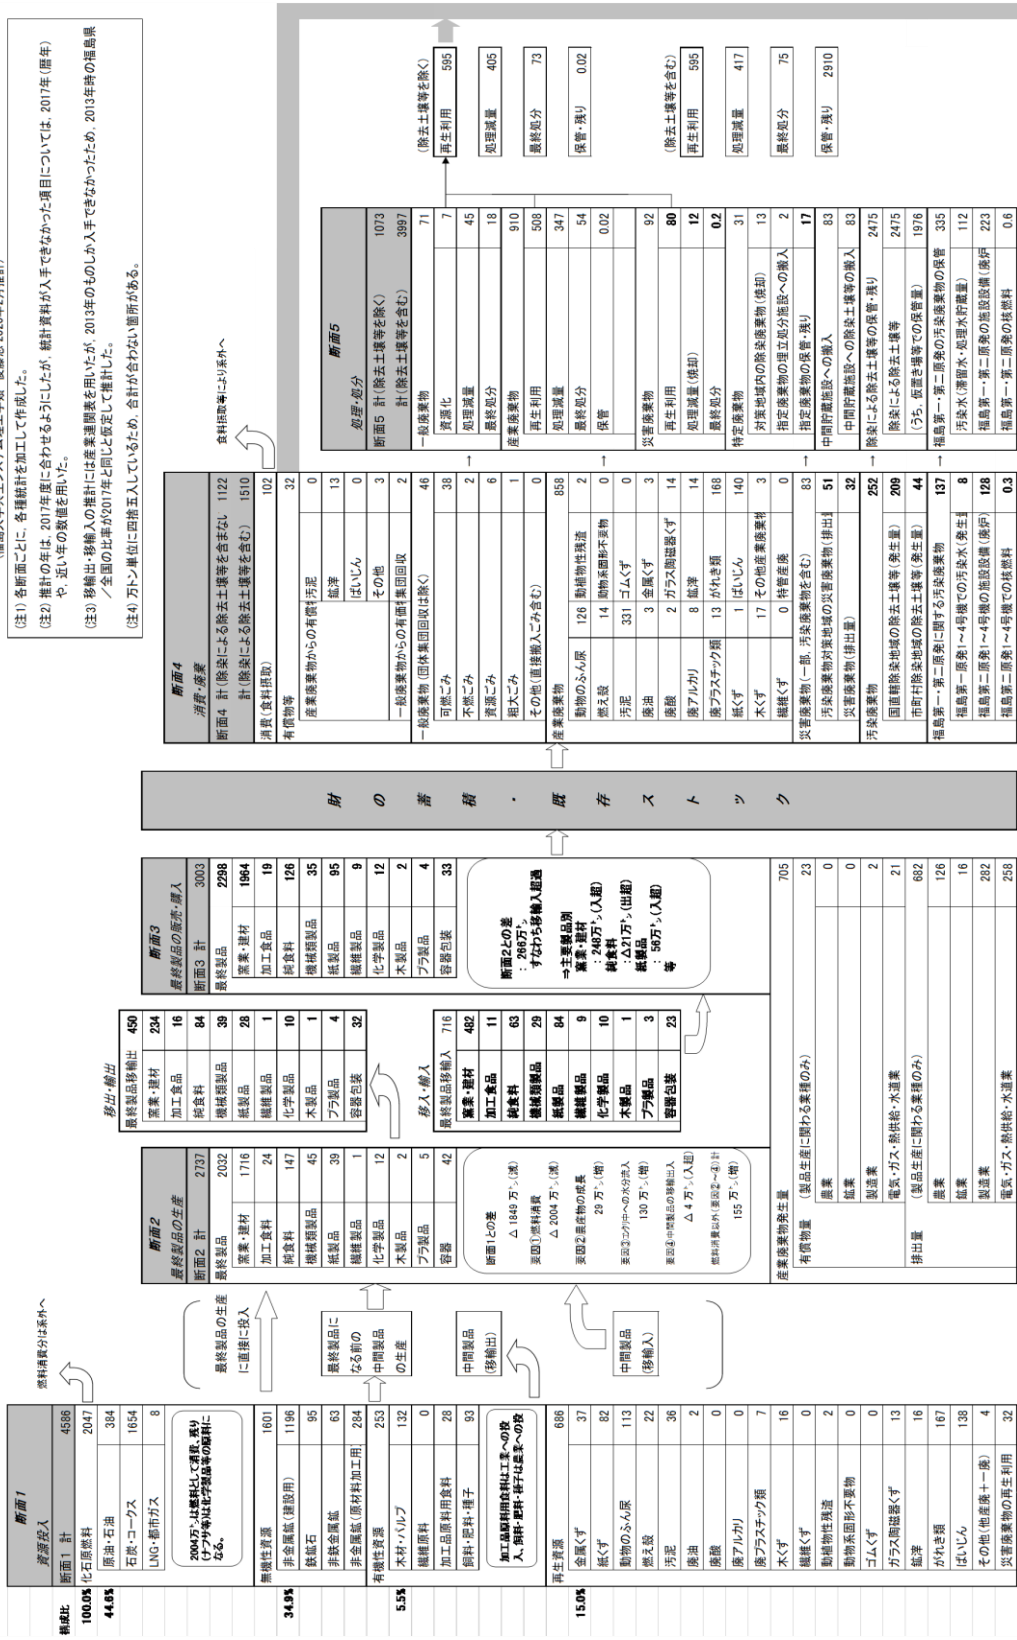 (注1) 各断面ごとに、各種統計を加工して作成した。
(注2) 推計の年は、2017年度に合わせるようにしたが、統計資料が入手できなかった項目については、2017年(暦年)
や、近い年の数値を用いた。
(注3) 移輸出・移輸入の推計には産業連関表を用いたが、2013年のものしか入手できなかったため、2013年時の福島県
/全国の比率が2017年と同じと仮定して推計した。
(注4) 万トン単位に四捨五入しているため、合計が合わない箇所がある。
断面1
資源投入
構成比 断面1 計 4586
100.0% 化石原燃料 2047
44.6% 原油・石油 384
石炭・コークス 1654
LNG・都市ガス 8
2004万㌧は燃料として消費、残り
(ナフサ等)は化学製品等の原料に
なる。
無機性資源 1601
34.9% 非金属鉱(建設用) 1196
鉄鉱石 95
非鉄金属鉱 63
非金属鉱(原材料加工用) 284
有機性資源 253
5.5% 木材・パルプ 132
繊維原料 0
加工品原料用食料 28
飼料・肥料・種子 93
加工品原料用食料は工業への投
入、飼料・肥料・種子は農業への投
入
再生資源 686
15.0% 金属くず 37
紙くず 82
動物のふん尿 113
燃え殻 22
汚泥 36
廃油 2
廃酸 0
廃アルカリ 0
廃プラスチック類 7
木くず 16
繊維くず 0
動植物性残渣 2
動物系固形不要物 0
ゴムくず 0
ガラス陶磁器くず 13
鉱滓 16
がれき類 167
ばいじん 138
その他(他産廃+一廃) 4
災害廃棄物の再生利用 32
燃料消費分は系外へ
最終製品の生産
に直接に投入
最終製品に
なる前の
中間製品
の生産
中間製品
(移輸出)
中間製品
(移輸入)
断面2
最終製品の生産
断面2 計 2737
最終製品 2032
窯業・建材 1716
加工食料 24
純食料 147
機械類製品 45
紙製品 39
繊維製品 1
化学製品 12
木製品 2
プラ製品 5
容器 42
断面1との差
△ 1849 万㌧(減)
要因①燃料消費
△ 2004 万㌧(減)
要因②農産物の成長
29 万㌧(増)
要因③コンクリ中への水分流入
130 万㌧(増)
要因④中間製品の移輸出入
△ 4 万㌧(入超)
燃料消費以外(要因②~④)計
155 万㌧(増)
産業廃棄物発生量 705
有償物量 (製品生産に関わる業種のみ) 23
農業 0
鉱業 0
製造業 2
電気・ガス・熱供給・水道業 21
排出量 (製品生産に関わる業種のみ) 682
農業 126
鉱業 16
製造業 282
電気・ガス・熱供給・水道業 258
移出・輸出
最終製品移輸出 450
窯業・建材 234
加工食品 16
純食料 84
機械類製品 39
紙製品 28
繊維製品 1
化学製品 10
木製品 1
プラ製品 4
容器包装 32
移入・輸入
最終製品移輸入 716
窯業・建材 482
加工食品 11
純食料 63
機械類製品 29
紙製品 84
繊維製品 9
化学製品 10
木製品 1
プラ製品 3
容器包装 23
断面3
最終製品の販売・購入
断面3 計 3003
最終製品 2298
窯業・建材 1964
加工食品 19
純食料 126
機械類製品 35
紙製品 95
繊維製品 9
化学製品 12
木製品 2
プラ製品 4
容器包装 33
断面2との差
: 266万㌧
すなわち移輸入超過
⇒主要製品別
窯業・建材
: 248万㌧(入超)
純食料
: △21万㌧(出超)
紙製品
: 56万㌧(入超)
等
財の蓄積・既存ストック
断面4
消費・廃棄
断面4 計(除染による除去土壌等を含まない 1122
計(除染による除去土壌等を含む) 1510
消費(食料摂取) 102
有償物等 32
産業廃棄物からの有償物 汚泥 0
鉱滓 13
ばいじん 0
その他 3
一般廃棄物からの有価物 集団回収 2
一般廃棄物(団体集団回収は除く) 46
可燃ごみ 38
不燃ごみ 2
資源ごみ 6
粗大ごみ 1
その他(直接搬入ごみ含む) 0
産業廃棄物 858
動物のふん尿 126 動植物性残渣 2
燃え殻 14 動物系固形不要物 0
汚泥 331 ゴムくず 0
廃油 3 金属くず 3
廃酸 2 ガラス陶磁器くず 14
廃アルカリ 8 鉱滓 14
廃プラスチック類 13 がれき類 168
紙くず 1 ばいじん 140
木くず 17 その他産業廃棄物 3
繊維くず 0 特管産廃 0
災害廃棄物(一部、汚染廃棄物を含む) 83
汚染廃棄物対策地域の災害廃棄物(排出量 51
災害廃棄物(排出量) 32
汚染廃棄物 252
国直轄除染地域の除去土壌等(発生量) 209
市町村除染地域の除去土壌等(発生量) 44
福島第一・第二原発に関する汚染廃棄物 137
福島第一原発1~4号機での汚染水(発生量 8
福島第二原発1~4号機の施設設備(廃炉) 128
福島第二原発1~4号機での核燃料 0.3
食料摂取等により系外へ
断面5
処理・処分
断面5 計(除去土壌等を除く) 1073
計(除去土壌等を含む) 3997
一般廃棄物 71
資源化 7
処理減量 45
最終処分 18
産業廃棄物 910
再生利用 508
処理減量 347
最終処分 54
保管 0.02
災害廃棄物 92
再生利用 80
処理減量(焼却) 12
最終処分 0.2
特定廃棄物 31
対策地域内の除染廃棄物(焼却) 13
指定廃棄物の埋立処分施設への搬入 2
指定廃棄物の保管・残り 17
中間貯蔵施設への搬入 83
中間貯蔵施設への除染土壌等の搬入 83
除染による除去土壌等の保管・残り 2475
除染による除去土壌等 2475
(うち、仮置き場等での保管量) 1976
福島第一・第二原発の汚染廃棄物の保管 335
汚染水(滞留水・処理水貯蔵量) 112
福島第一・第二原発の施設設備(廃炉 223
福島第一・第二原発の核燃料 0.6
(除去土壌等を除く)
再生利用 595
処理減量 405
最終処分 73
保管・残り 0.02
(除去土壌等を含む)
再生利用 595
処理減量 417
最終処分 75
保管・残り 2910